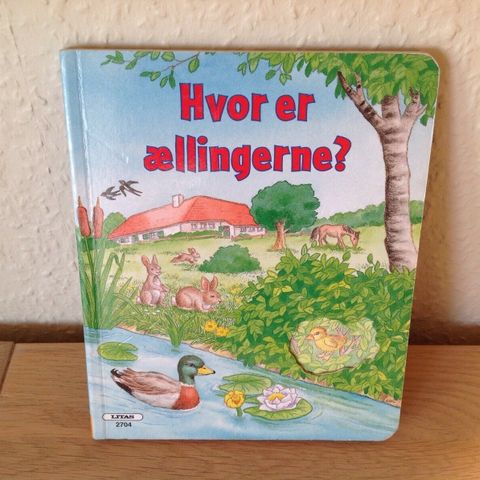 Hvor er
ællingerne?
LITAS
2704